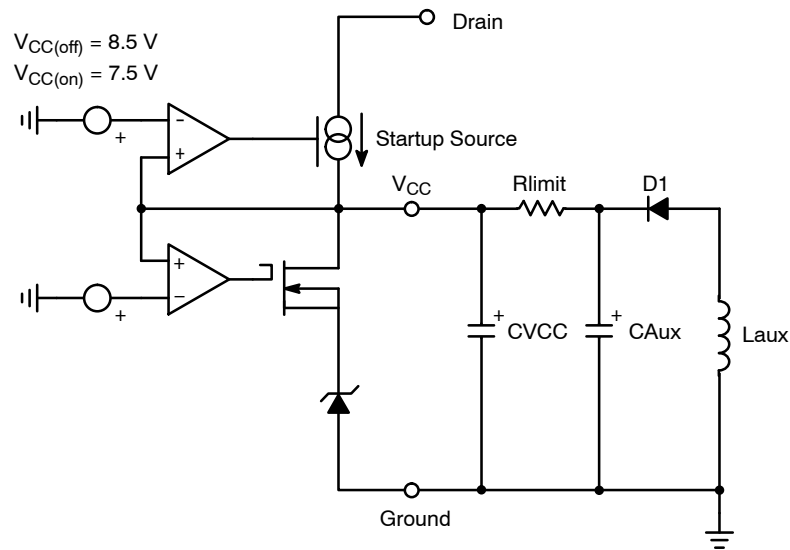 Drain
VCC(off) = 8.5 V
VCC(on) = 7.5 V
−
+
+
Startup Source
VCC
Rlimit
D1
+
−
+
+
CVCC
+
CAux
Laux
Ground